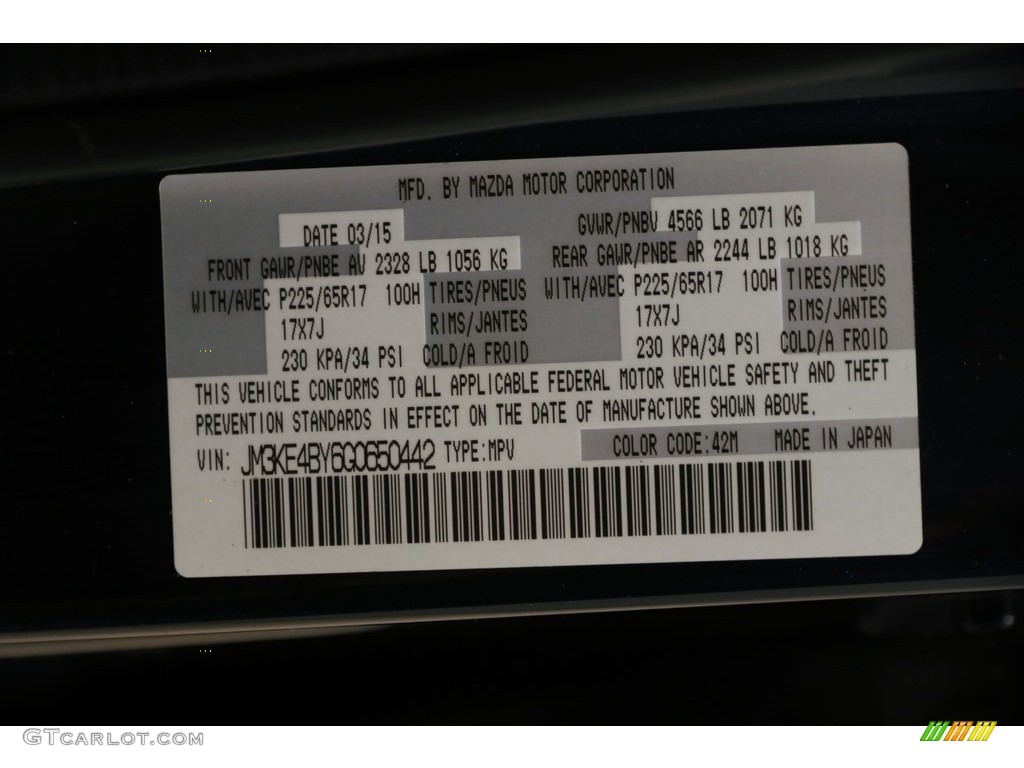 MFD. BY MAZDA MOTOR CORPORATION
DATE 03/15
GVWR/PNBV 4566 LB 2071 KG
FRONT GAWR/PNBE AV 2328 LB 1056 KG
REAR GAWR/PNBE AR 2244 LB 1018 KG
WITH/AVEC P225/65R17 100H TIRES/PNEUS
WITH/AVEC P225/65R17 100H TIRES/PNEUS
17X7J RIMS/JANTES
17X7J RIMS/JANTES
230 KPA/34 PSI COLD/A FROID
230 KPA/34 PSI COLD/A FROID
THIS VEHICLE CONFORMS TO ALL APPLICABLE FEDERAL MOTOR VEHICLE SAFETY AND THEFT
PREVENTION STANDARDS IN EFFECT ON THE DATE OF MANUFACTURE SHOWN ABOVE.
VIN: JM3KE4BY6G0650442 TYPE:MPV
COLOR CODE:42M MADE IN JAPAN
GTcarlot.com